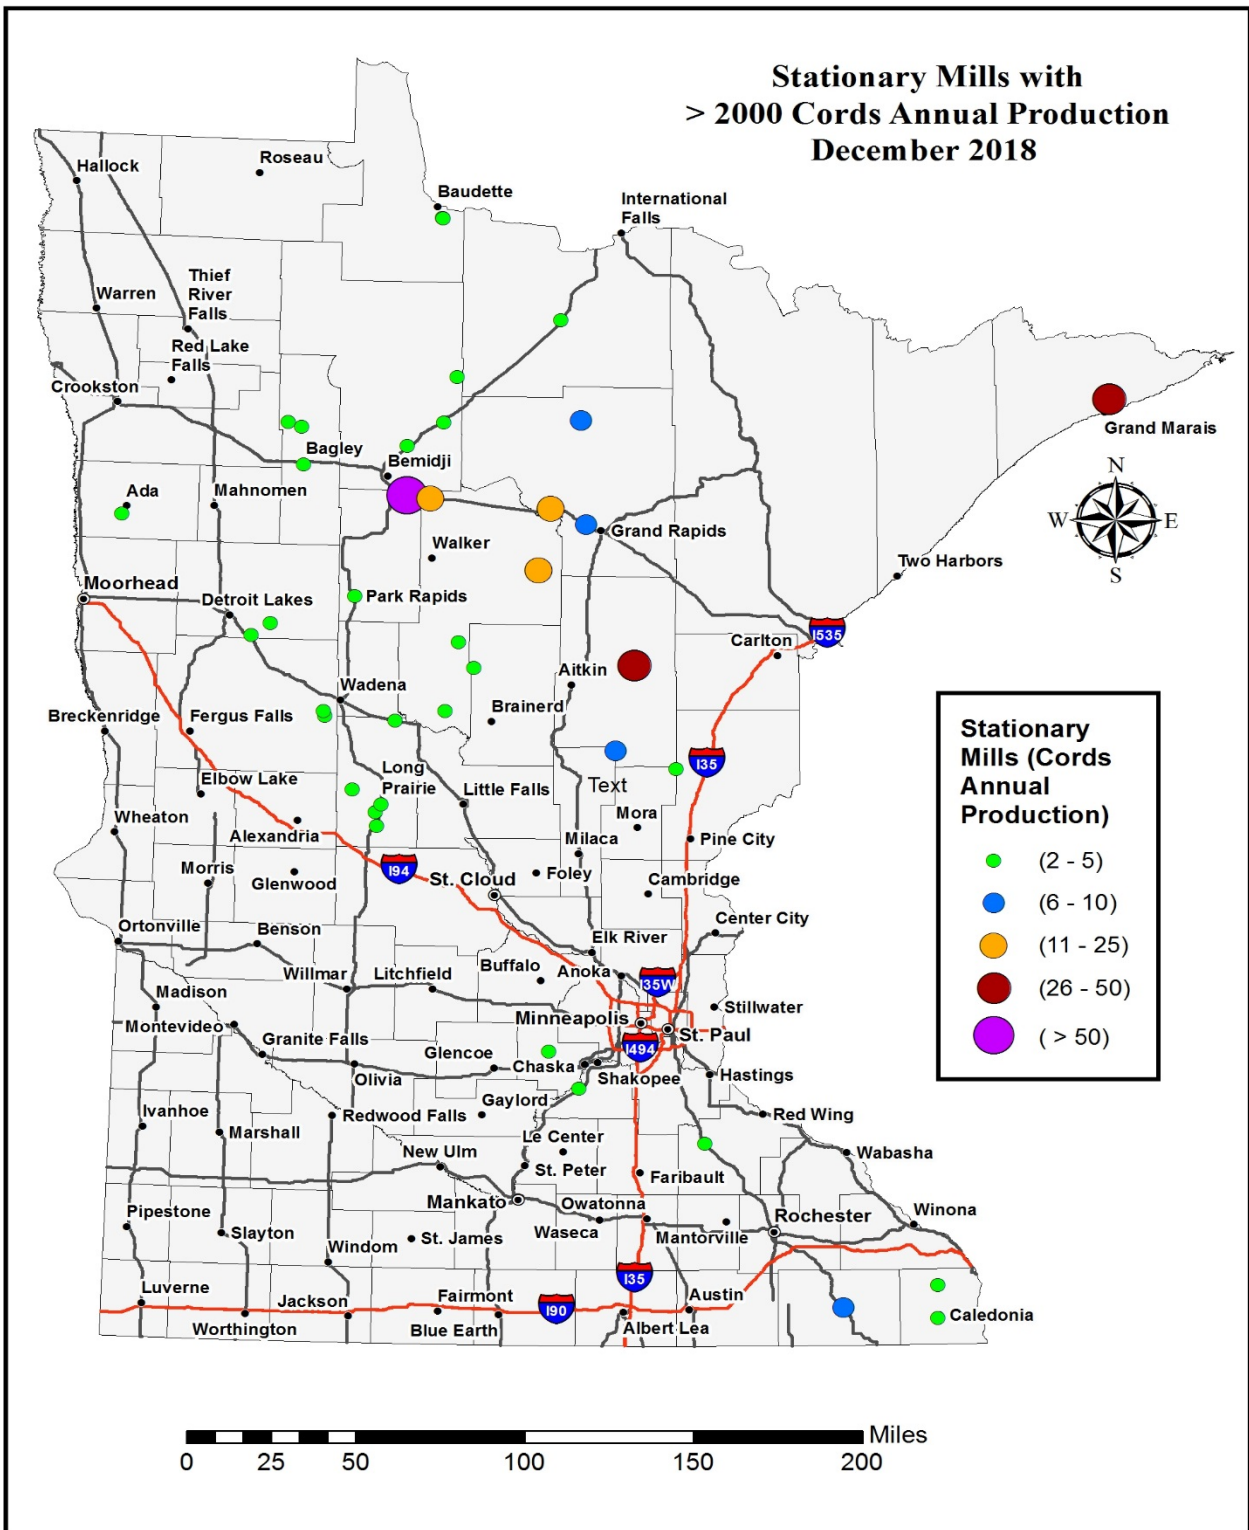 Stationary Mills with
> 2000 Cords Annual Production
December 2018
Roseau
Hallock
Baudette
International
Falls
Thief
River
Falls
Warren
Red Lake
Falls
Crookston
Grand Marais
Bagley
Bemidji
N
W
E
S
Ada
Mahnomen
Grand Rapids
Walker
Two Harbors
Moorhead
Detroit Lakes
Park Rapids
I535
Carlton
Aitkin
Wadena
Brainerd
Breckenridge
Fergus Falls
I35
Elbow Lake
Long
Prairie
Text
Little Falls
Wheaton
Mora
Alexandria
Milaca
Pine City
I94
Morris
Glenwood
St. Cloud
Foley
Cambridge
Ortonville
Benson
Center City
Elk River
Willmar
Litchfield
Buffalo
Anoka
35W
Madison
Stillwater
Montevideo
Minneapolis
St. Paul
Granite Falls
Glencoe
I494
Chaska
Olivia
Shakopee
Hastings
Ivanhoe
Redwood Falls
Gaylord
Red Wing
Marshall
Le Center
New Ulm
Wabasha
St. Peter
Faribault
Mankato
Owatonna
Pipestone
Rochester
Winona
Slayton
St. James
Waseca
Mantorville
Windom
I35
Luverne
Jackson
Fairmont
I90
Austin
Worthington
Blue Earth
Albert Lea
Caledonia
Stationary
Mills (Cords
Annual
Production)
(2 - 5)
(6 - 10)
(11 - 25)
(26 - 50)
( > 50)
Miles
0 25 50 100 150 200